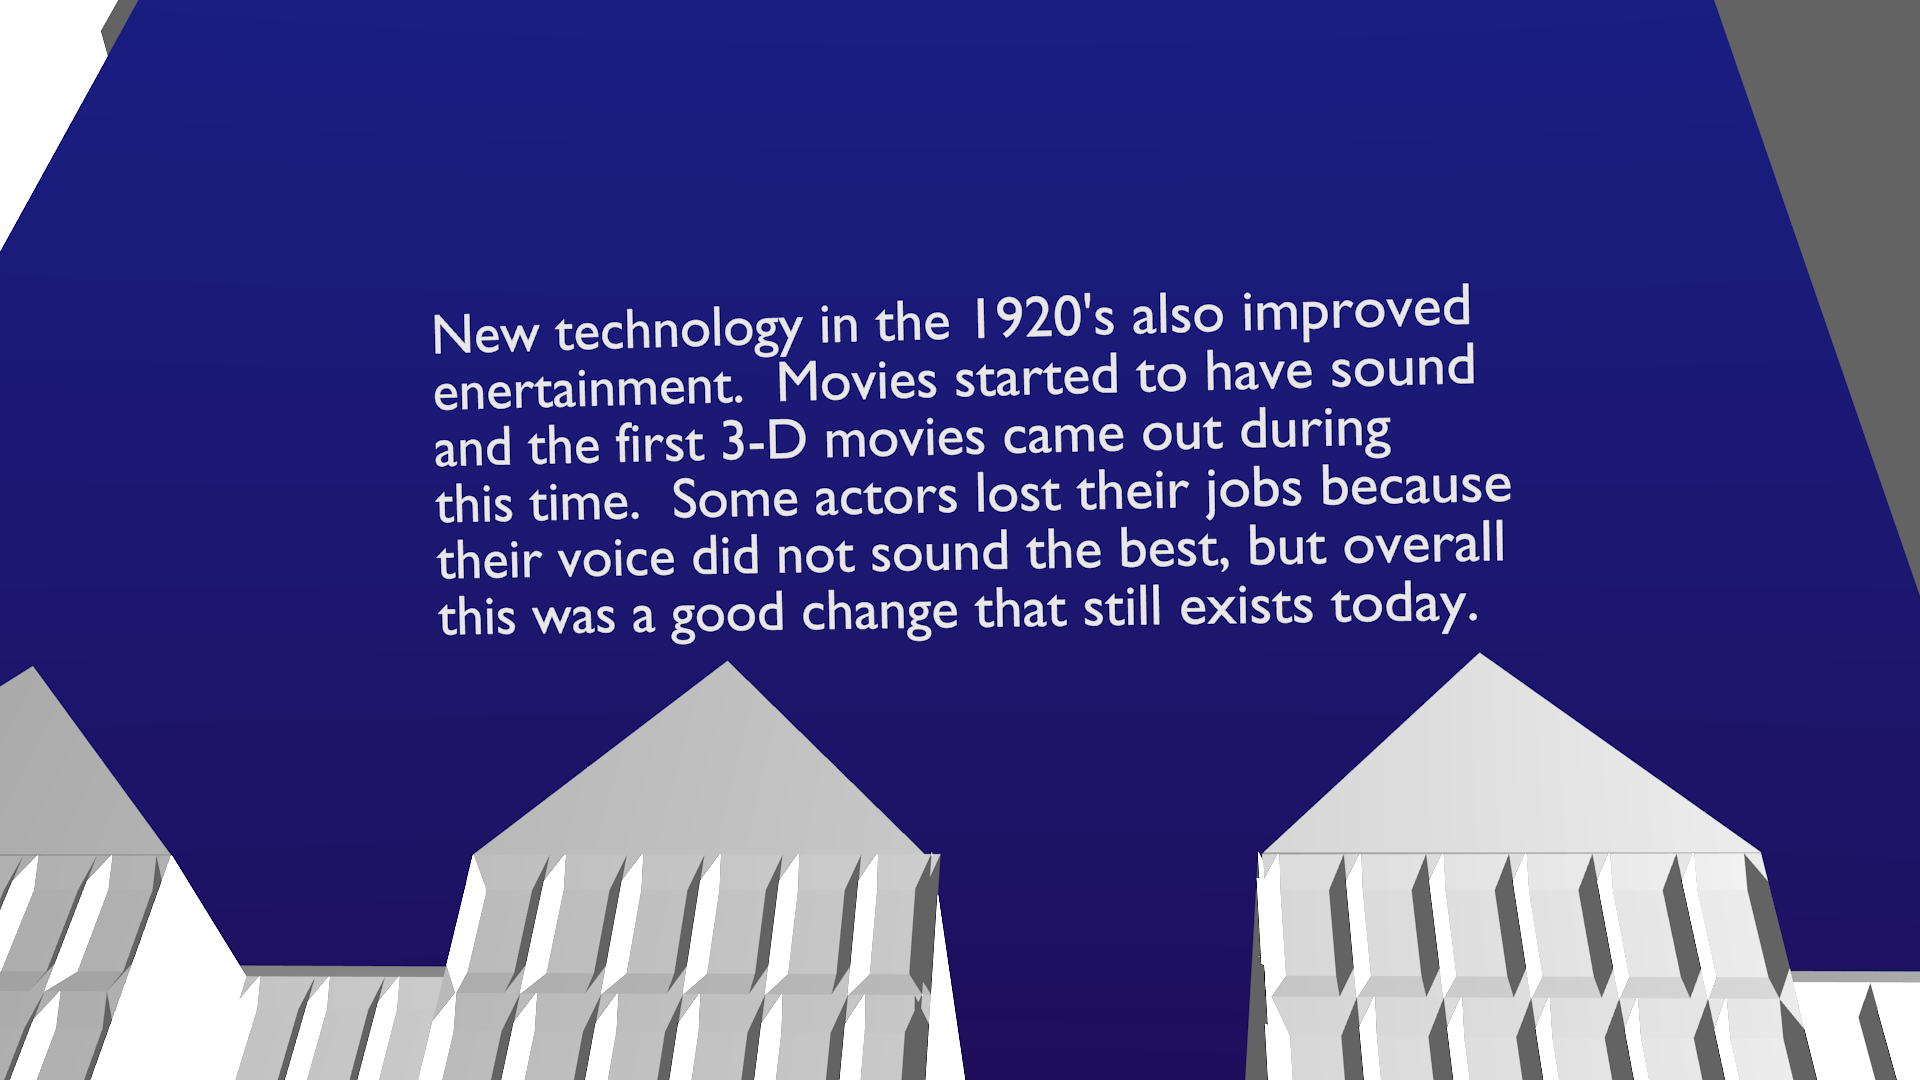 New technology in the 1920's also improved
enertainment.  Movies started to have sound
and the first 3-D movies came out during
this time.  Some actors lost their jobs because
their voice did not sound the best, but overall
this was a good change that still exists today.